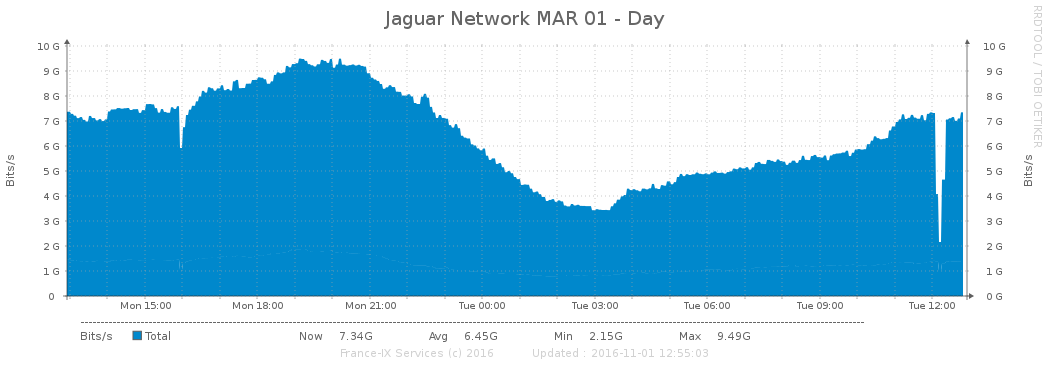 Jaguar Network MAR 01 - Day
RRDTOOL / TOBI OETIKER
Bits/s
10 G
9 G
8 G
7 G
6 G
5 G
4 G
3 G
2 G
1 G
0
10 G
9 G
8 G
7 G
6 G
5 G
4 G
3 G
2 G
1 G
0 G
Bits/s
Mon 15:00 Mon 18:00 Mon 21:00 Tue 00:00 Tue 03:00 Tue 06:00 Tue 09:00 Tue 12:00
Bits/s Total Now 7.34G Avg 6.45G Min 2.15G Max 9.49G
France-IX Services (c) 2016 Updated : 2016-11-01 12:55:03